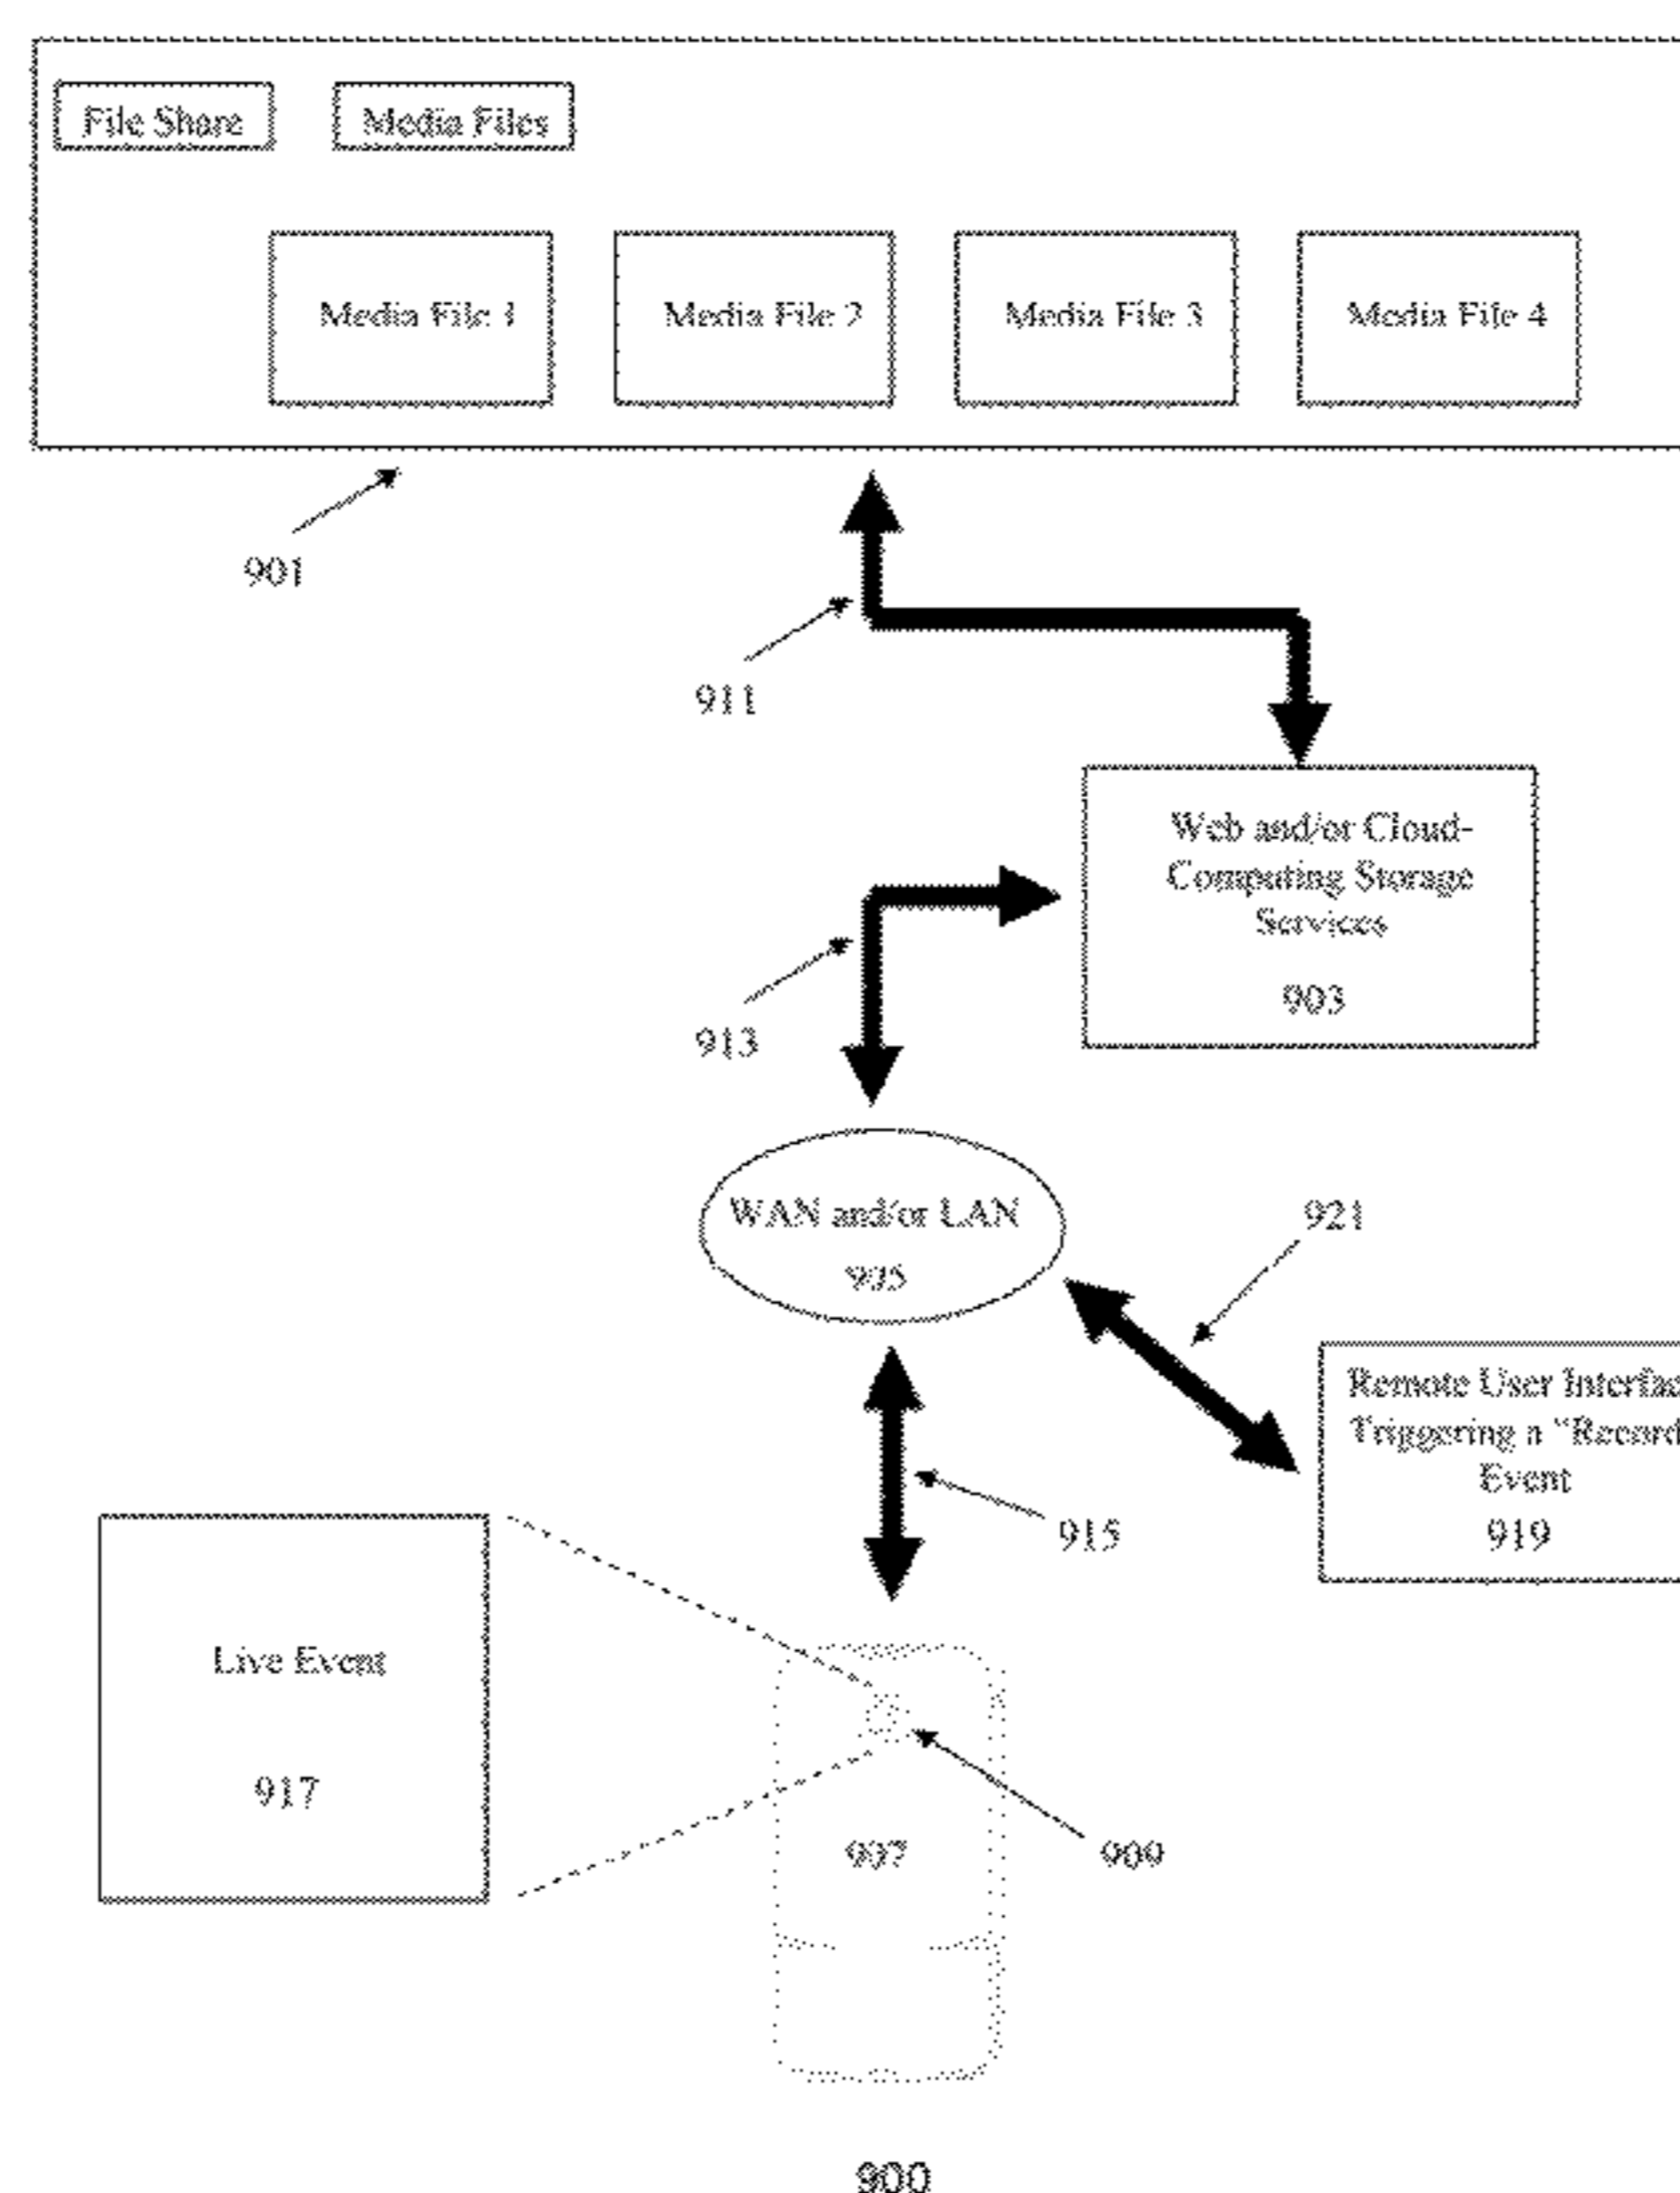 File Share
Media Files
Media File 1
Media File 2
Media File 3
Media File 4
901
911
Web and/or Cloud-
Computing Storage
Services
903
913
WAN and/or LAN
905
921
Remote User Interfac
Triggering a “Record
Event
919
915
Live Event
917
907
909
900